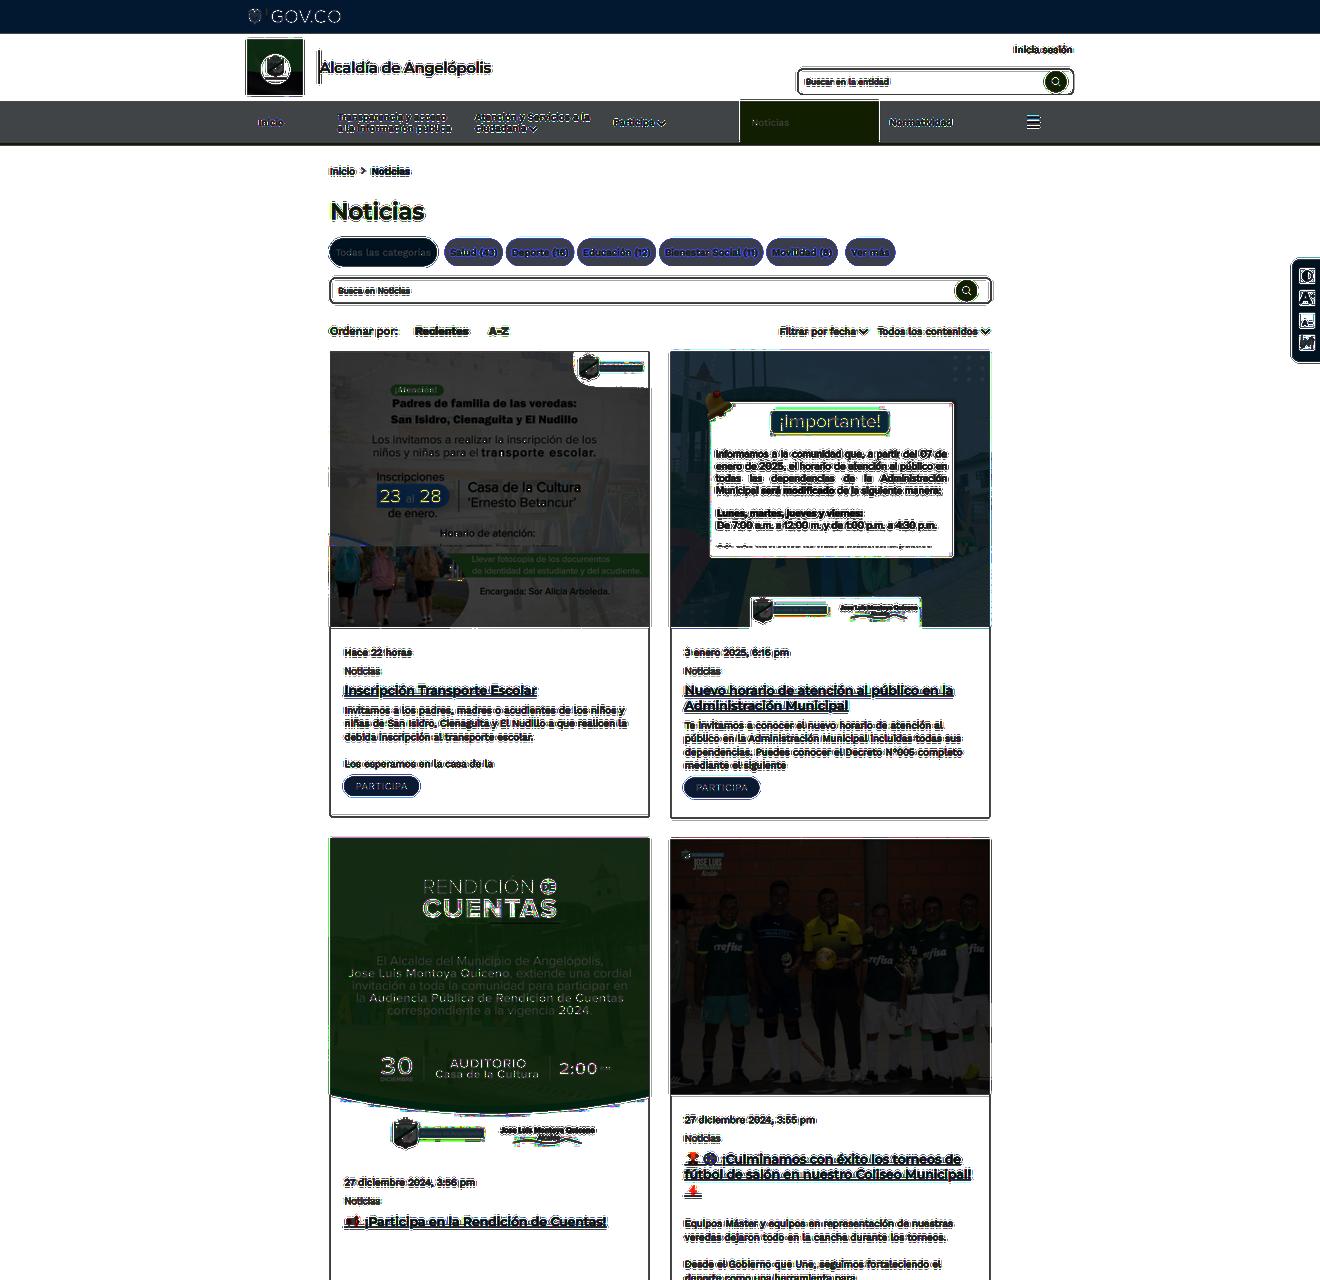 GOV.CO
Alcaldía de Angelópolis
Inicia sesión
Buscar en la entidad
Inicio
Transparencia y acceso
a la información pública
Atención y Servicios a la
Ciudadanía
Participa
Noticias
Normatividad
Inicio > Noticias
Noticias
Todas las categorías
Salud (43)
Deporte (16)
Educación (12)
Bienestar Social (11)
Movilidad (9)
Ver más
Busca en Noticias
Ordenar por: Recientes A-Z
Filtrar por fecha Todos los contenidos
¡Atención!
Padres de familia de las veredas:
San Isidro, Cienaguita y El Nudillo
Los invitamos a realizar la inscripción de los
niños y niñas para el transporte escolar.
Inscripciones
23 al 28
de enero.
Casa de la Cultura
'Ernesto Betancur'
Horario de atención:
Llevar fotocopia de los documentos
de identidad del estudiante y del acudiente.
Encargada: Sor Alicia Arboleda.
Hace 22 horas
Noticias
Inscripción Transporte Escolar
Invitamos a los padres, madres o acudientes de los niños y
niñas de San Isidro, Cienaguita y El Nudillo a que realicen la
debida inscripción al transporte escolar.
Los esperamos en la casa de la
PARTICIPA
¡Importante!
Informamos a la comunidad que, a partir del 07 de
enero de 2025, el horario de atención al público en
todas las dependencias de la Administración
Municipal será modificado de la siguiente manera:
Lunes, martes, jueves y viernes:
De 7:00 a.m. a 12:00 m. y de 1:00 p.m. a 4:30 p.m.
Jose Luis Montoya Quiceno
3 enero 2025, 6:16 pm
Noticias
Nuevo horario de atención al público en la
Administración Municipal
Te invitamos a conocer el nuevo horario de atención al
público en la Administración Municipal incluidas todas sus
dependencias. Puedes conocer el Decreto N°005 completo
mediante el siguiente
PARTICIPA
RENDICIÓN DE
CUENTAS
El Alcalde del Municipio de Angelópolis,
Jose Luis Montoya Quiceno, extiende una cordial
invitación a toda la comunidad para participar en
la Audiencia Pública de Rendición de Cuentas
correspondiente a la vigencia 2024.
30
DICIEMBRE
AUDITORIO
Casa de la Cultura
2:00
Jose Luis Montoya Quiceno
27 diciembre 2024, 3:56 pm
Noticias
¡Participa en la Rendición de Cuentas!
JOSE LUIS
Alcalde
crefisa
crefisa
crefisa
27 diciembre 2024, 3:55 pm
Noticias
¡Culminamos con éxito los torneos de
fútbol de salón en nuestro Coliseo Municipal!
Equipos Máster y equipos en representación de nuestras
veredas dejaron todo en la cancha durante los torneos.
Desde el Gobierno que Une, seguimos fortaleciendo el
deporte como una herramienta para